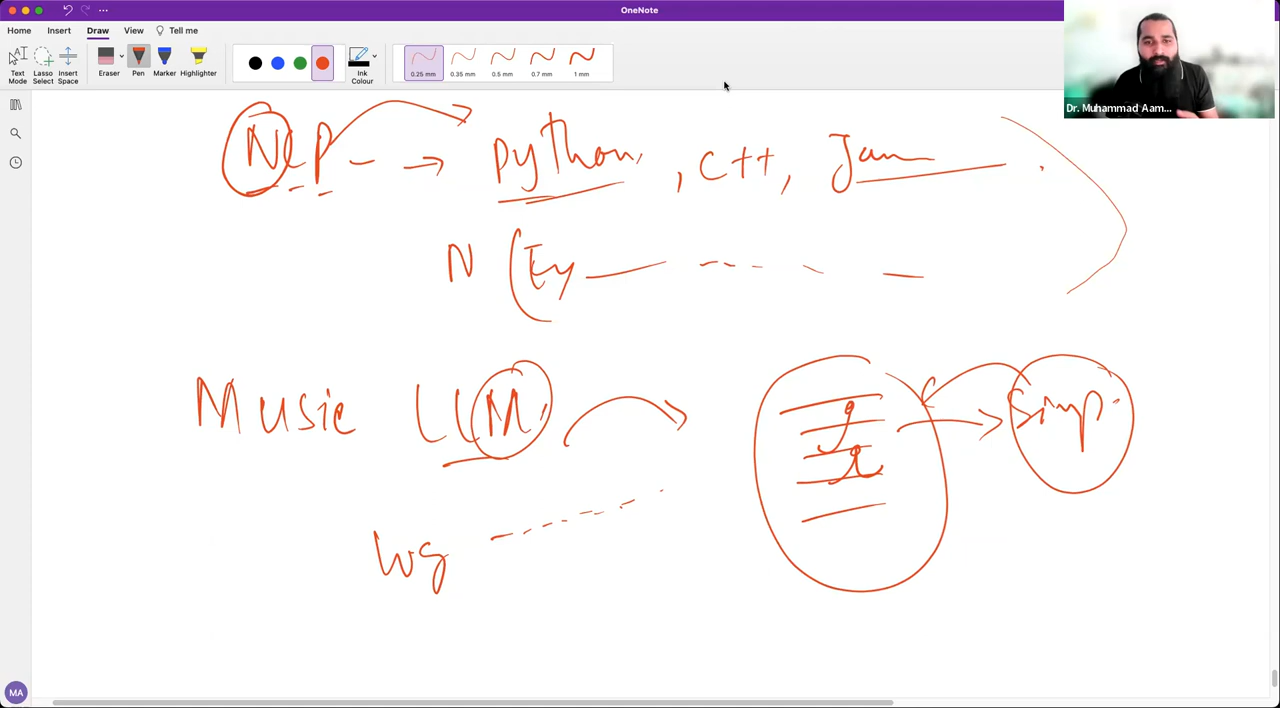 OneNote
Home Insert Draw View Tell me
Text Mode Lasso Select Insert Space Eraser Pen Marker Highlighter Ink Colour 0.25 mm 0.35 mm 0.5 mm 0.7 mm 1 mm
Dr. Muhammad Aam...
NLP - → python, C++,
N
Music LLM
MA